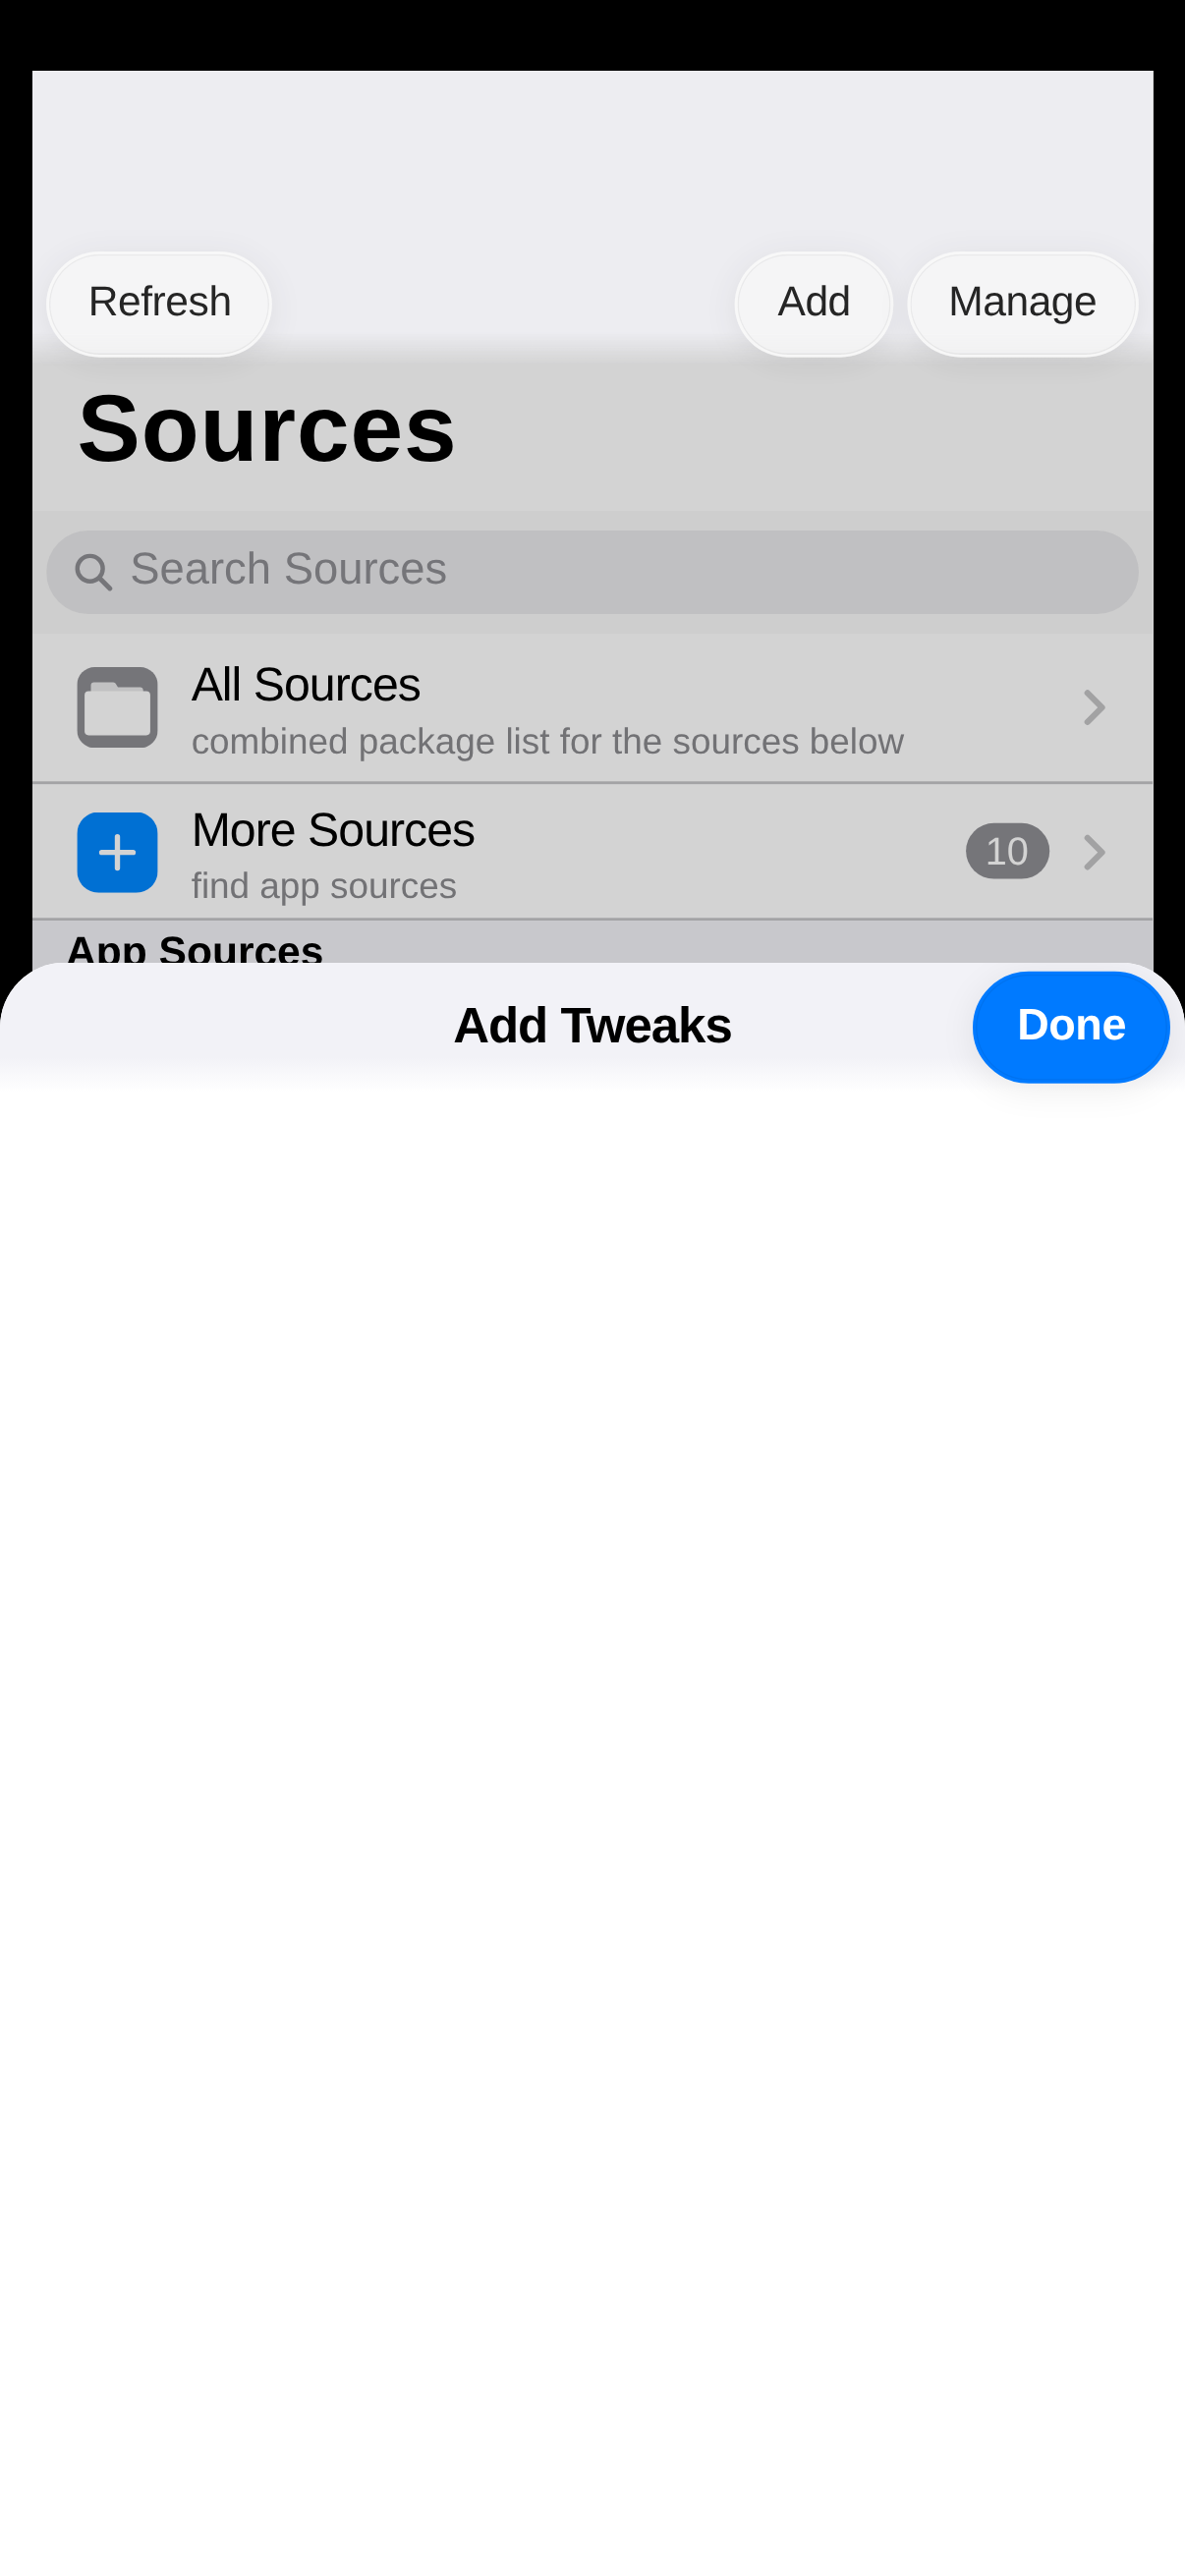 Refresh
Add
Manage
Sources
Search Sources
All Sources
combined package list for the sources below
More Sources
find app sources
10
App Sources
Add Tweaks
Done